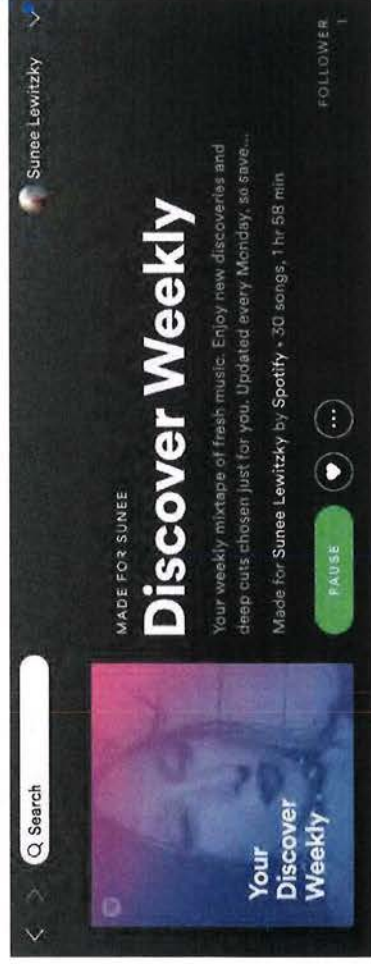 Search
Sunee Lewitzky
Your
Discover
Weekly
MADE FOR SUNEE
Discover Weekly
Your weekly mixtape of fresh music. Enjoy new discoveries and
deep cuts chosen just for you. Updated every Monday, so save...
Made for Sunee Lewitzky by Spotify • 30 songs, 1 hr 58 min
PAUSE
FOLLOWER
1